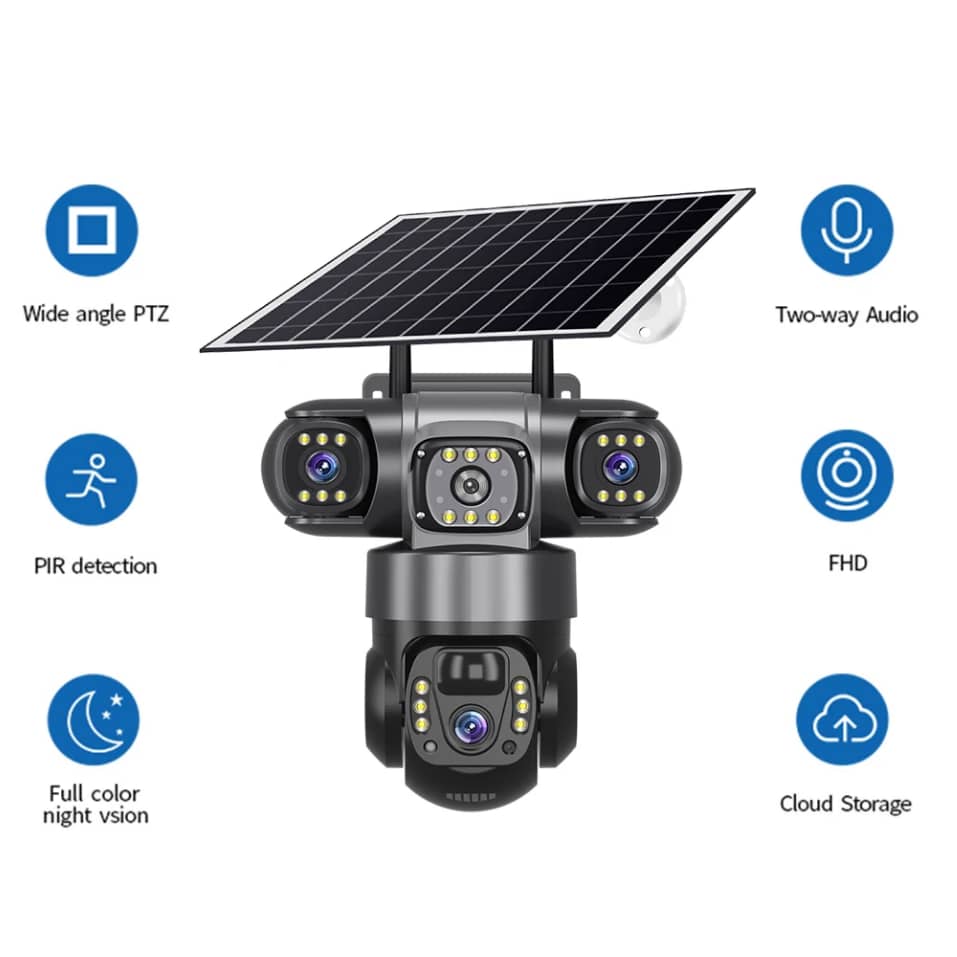 Wide angle PTZ
Two-way Audio
PIR detection
FHD
Full color
night vsion
Cloud Storage